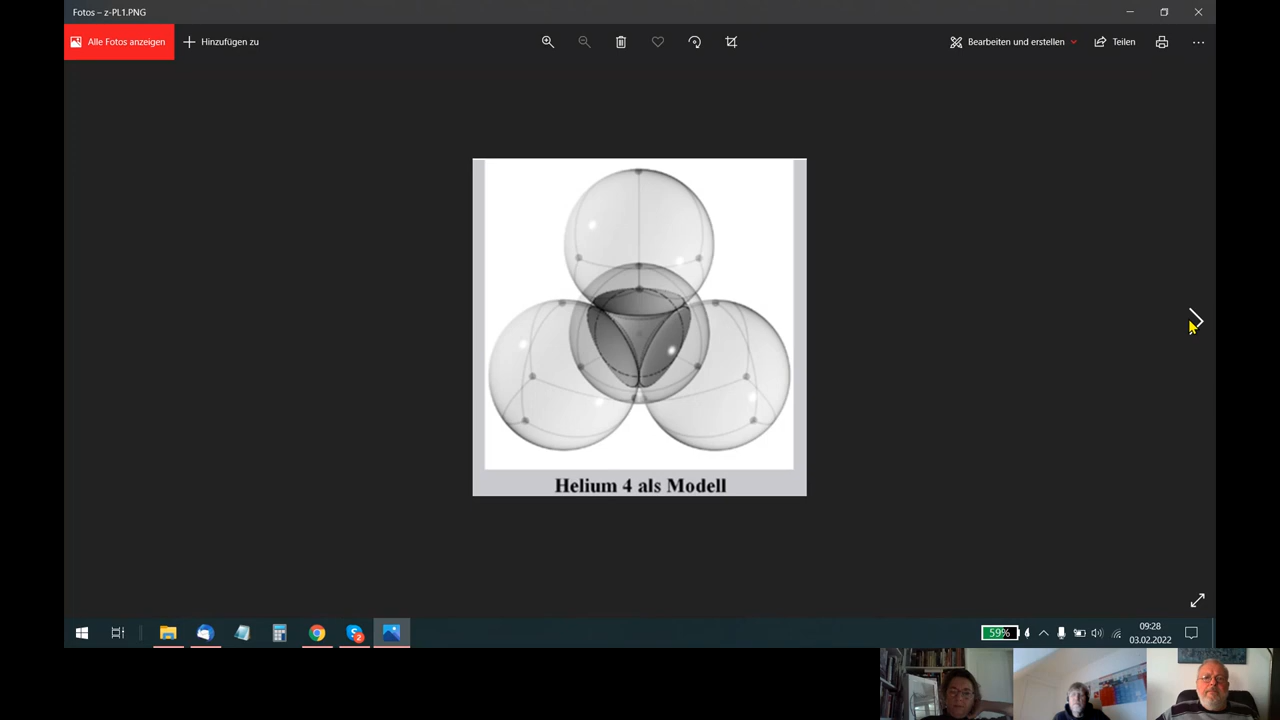 Fotos – z-PL1.PNG
Alle Fotos anzeigen
Hinzufügen zu
Bearbeiten und erstellen
Teilen
Helium 4 als Modell
2
59%
09:28
03.02.2022